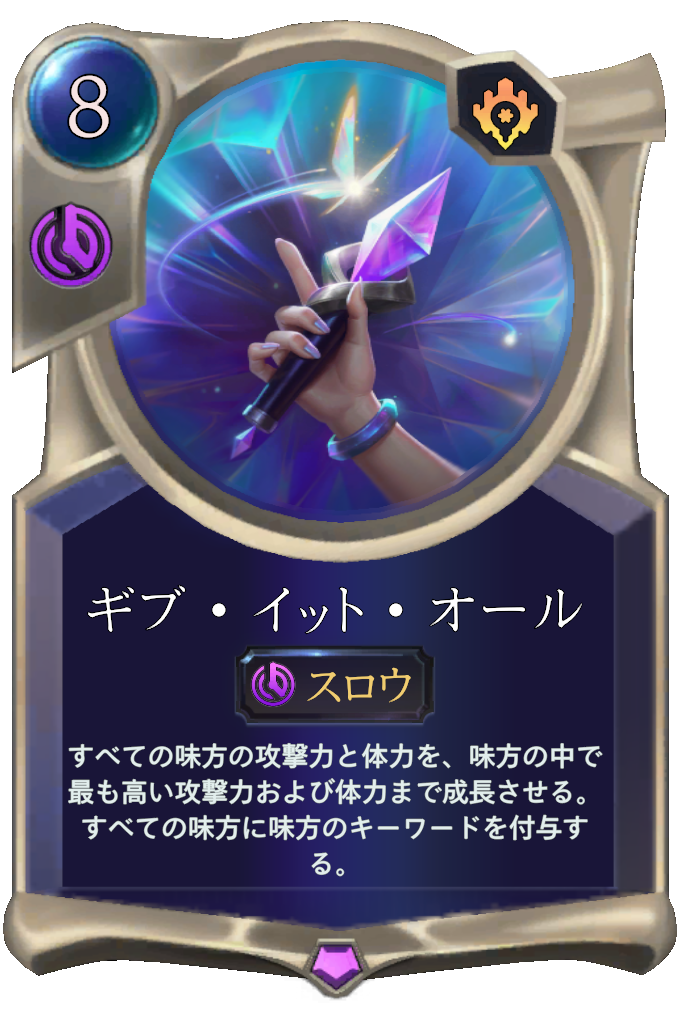 8
ギブ・イット・オール
スロウ
すべての味方の攻撃力と体力を、味方の中で
最も高い攻撃力および体力まで成長させる。
すべての味方に味方のキーワードを付与す
る。